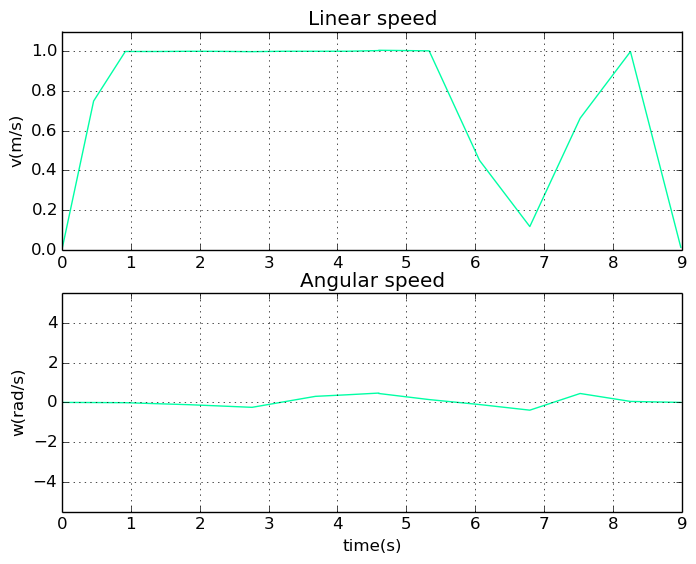 Linear speed
1.0
0.8
0.6
0.4
0.2
0.0
v(m/s)
0 1 2 3 4 5 6 7 8 9
Angular speed
4
2
0
−2
−4
w(rad/s)
0 1 2 3 4 5 6 7 8 9
time(s)